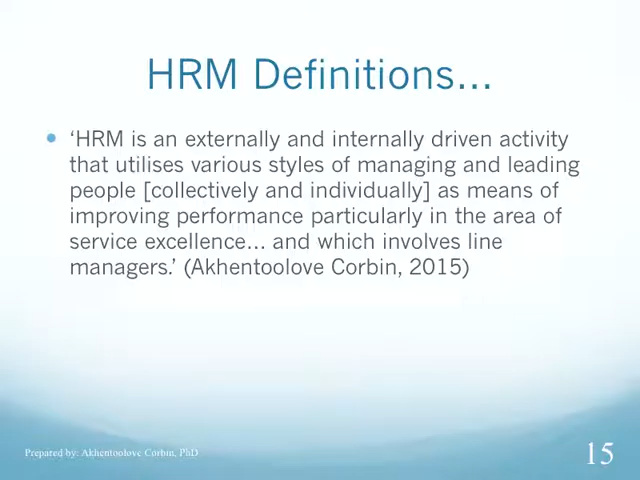 HRM Definitions...
• ‘HRM is an externally and internally driven activity
that utilises various styles of managing and leading
people [collectively and individually] as means of
improving performance particularly in the area of
service excellence... and which involves line
managers.’ (Akhentoolove Corbin, 2015)
Prepared by: Akhentoolove Corbin, PhD
15